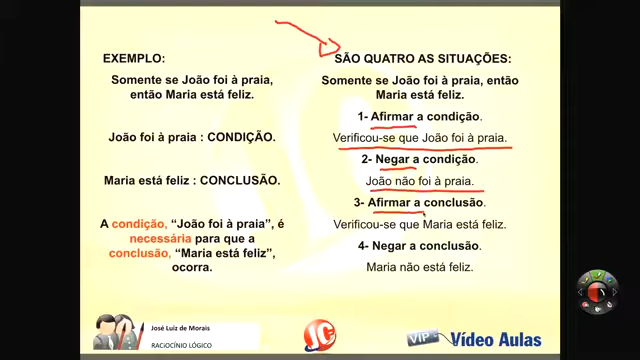 EXEMPLO:
Somente se João foi à praia,
então Maria está feliz.
João foi à praia : CONDIÇÃO.
Maria está feliz : CONCLUSÃO.
A condição, “João foi à praia”, é
necessária para que a
conclusão, “Maria está feliz”,
ocorra.
SÃO QUATRO AS SITUAÇÕES:
Somente se João foi à praia, então
Maria está feliz.
1- Afirmar a condição.
Verificou-se que João foi à praia.
2- Negar a condição.
João não foi à praia.
3- Afirmar a conclusão.
Verificou-se que Maria está feliz.
4- Negar a conclusão.
Maria não está feliz.
José Luiz de Morais
RACIOCÍNIO LÓGICO
JC
VIP Vídeo Aulas